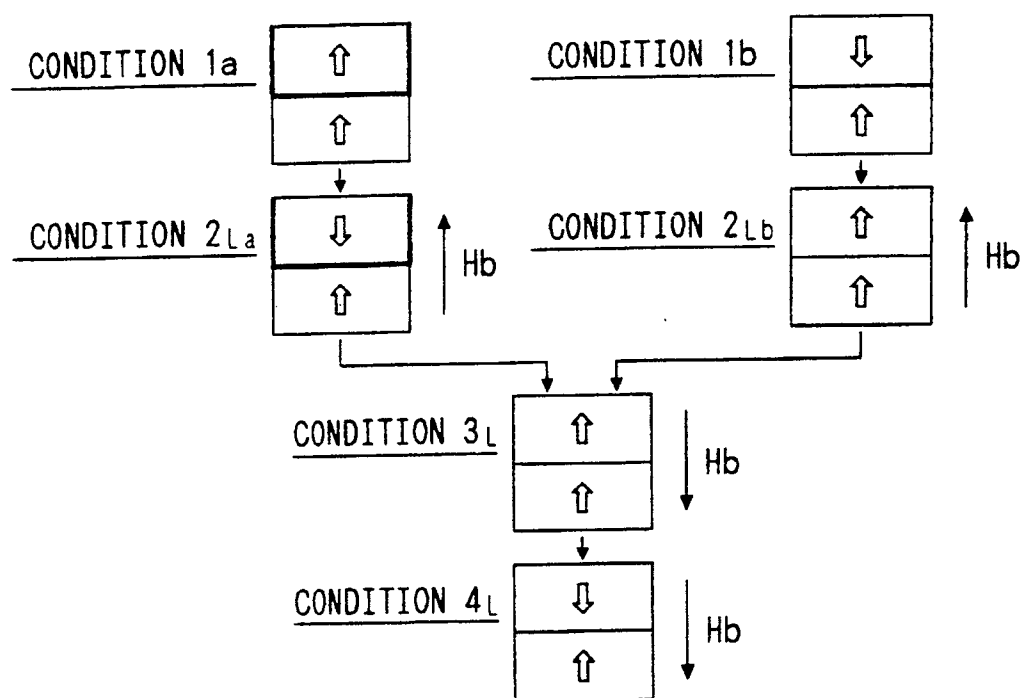 CONDITION 1a
CONDITION 1b
CONDITION 2La
Hb
CONDITION 2Lb
Hb
CONDITION 3L
Hb
CONDITION 4L
Hb